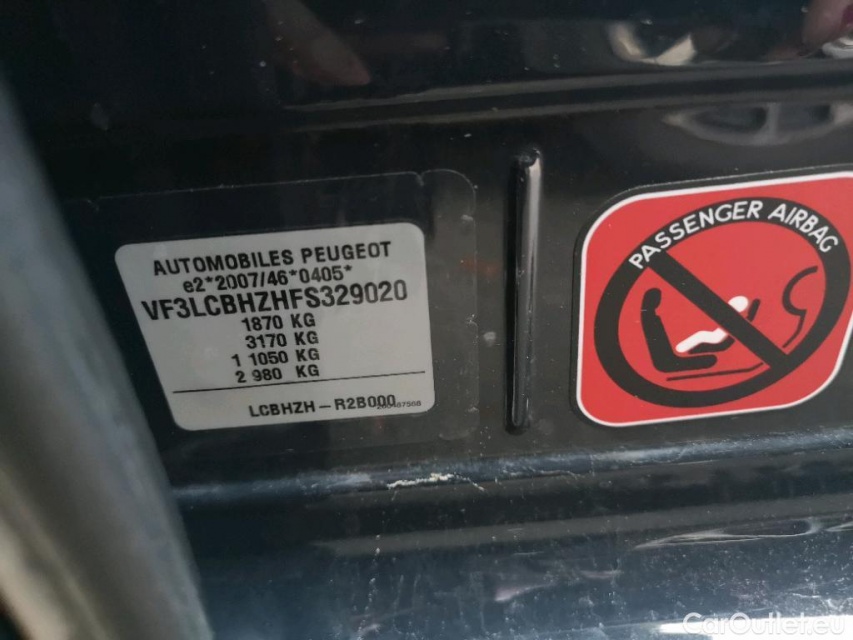 AUTOMOBILES PEUGEOT
e2*2007/46*0405*
VF3LCBHZHFS329020
1870 KG
3170 KG
1 1050 KG
2 980 KG
LCBHZH-R2B000
PASSENGER AIRBAG
CarOutlet.eu